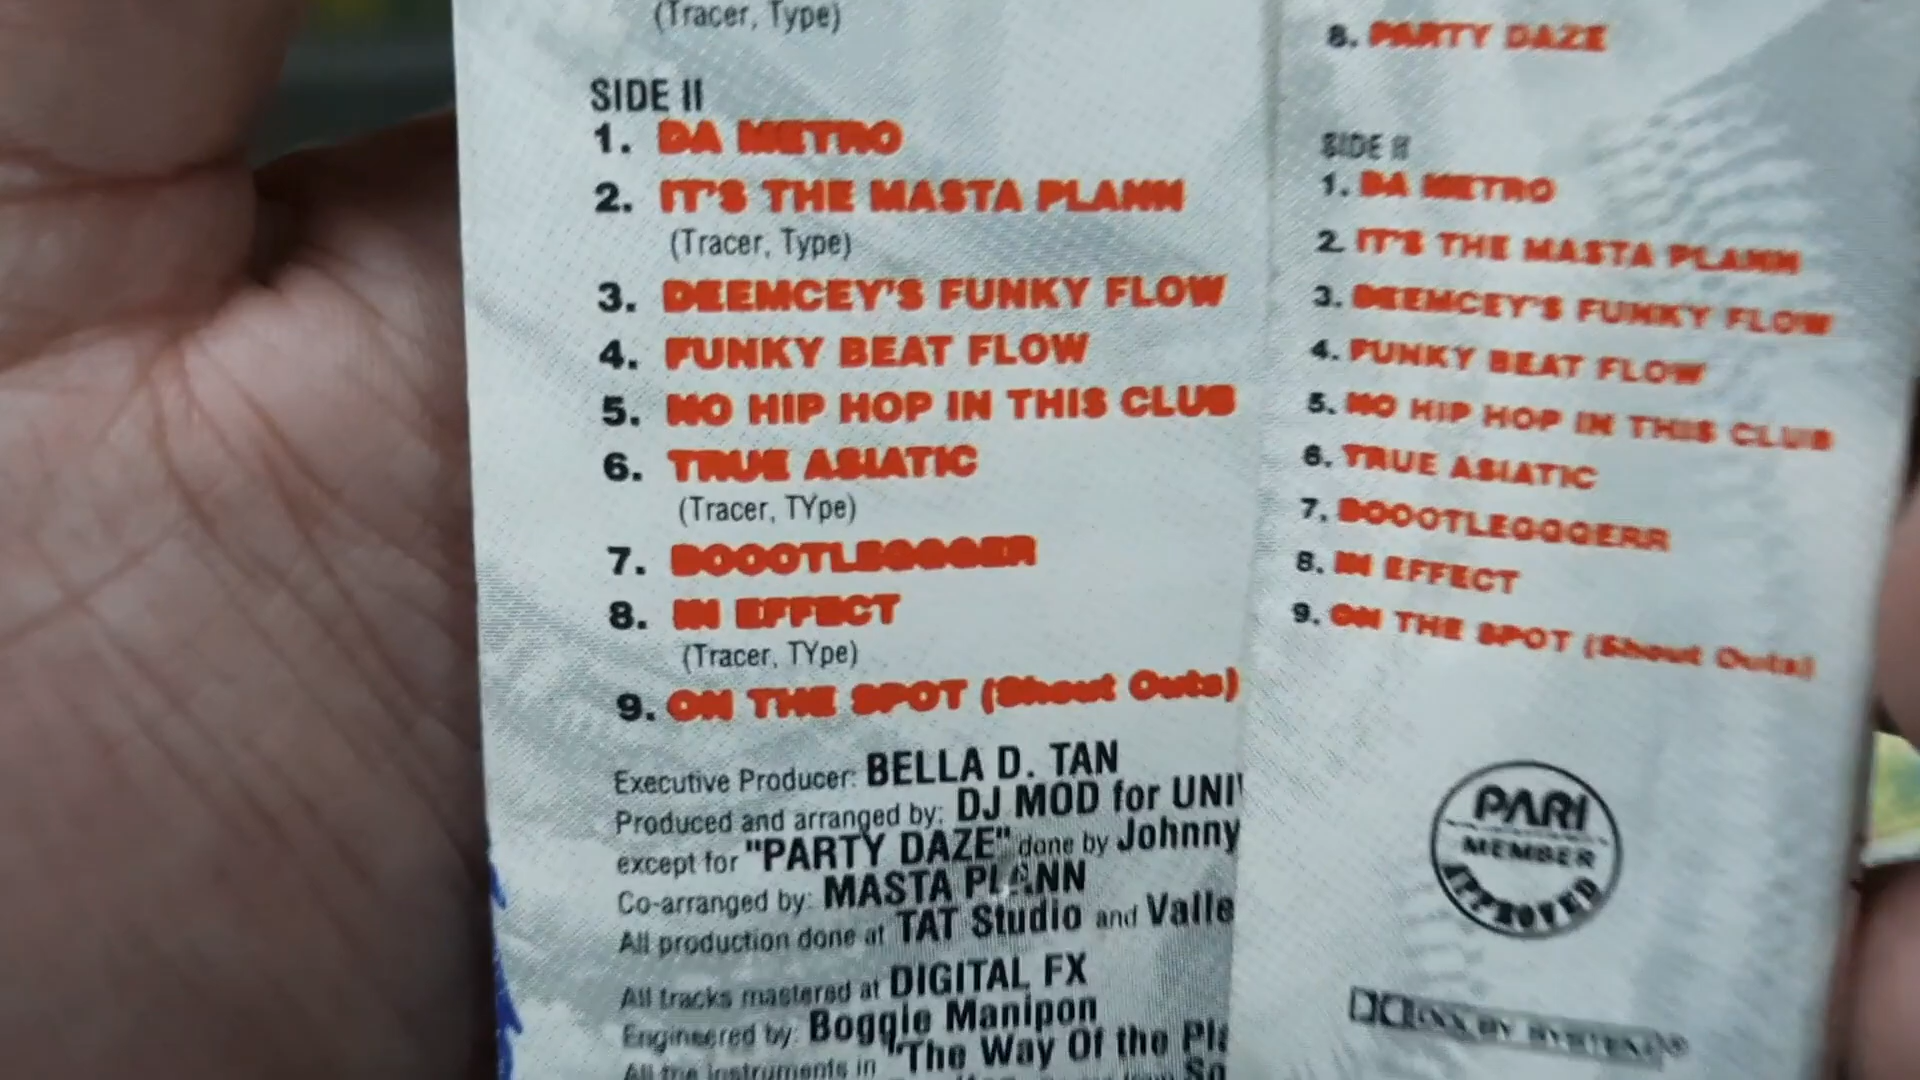 (Tracer, Type)
SIDE II
1. DA METRO
2. IT'S THE MASTA PLANN
(Tracer, Type)
3. DEEMCEY'S FUNKY FLOW
4. FUNKY BEAT FLOW
5. NO HIP HOP IN THIS CLUB
6. TRUE ASIATIC
(Tracer, TYpe)
7. BOOOTLEGGGER
8. IN EFFECT
(Tracer, TYpe)
9. ON THE SPOT (Shout Outs)
Executive Producer: BELLA D. TAN
Produced and arranged by: DJ MOD for UNI
except for "PARTY DAZE" done by Johnny
Co-arranged by: MASTA PLANN
All production done at TAT Studio and Valle
All tracks mastered at DIGITAL FX
Engineered by: Boggie Manipon
All the instruments in "The Way Of the Pla
8. PARTY DAZE
SIDE II
1. DA METRO
2. IT'S THE MASTA PLANN
3. DEEMCEY'S FUNKY FLOW
4. FUNKY BEAT FLOW
5. NO HIP HOP IN THIS CLUB
6. TRUE ASIATIC
7. BOOOTLEGGGERR
8. IN EFFECT
9. ON THE SPOT (Shout Outs)
PARI
MEMBER
APPROVED